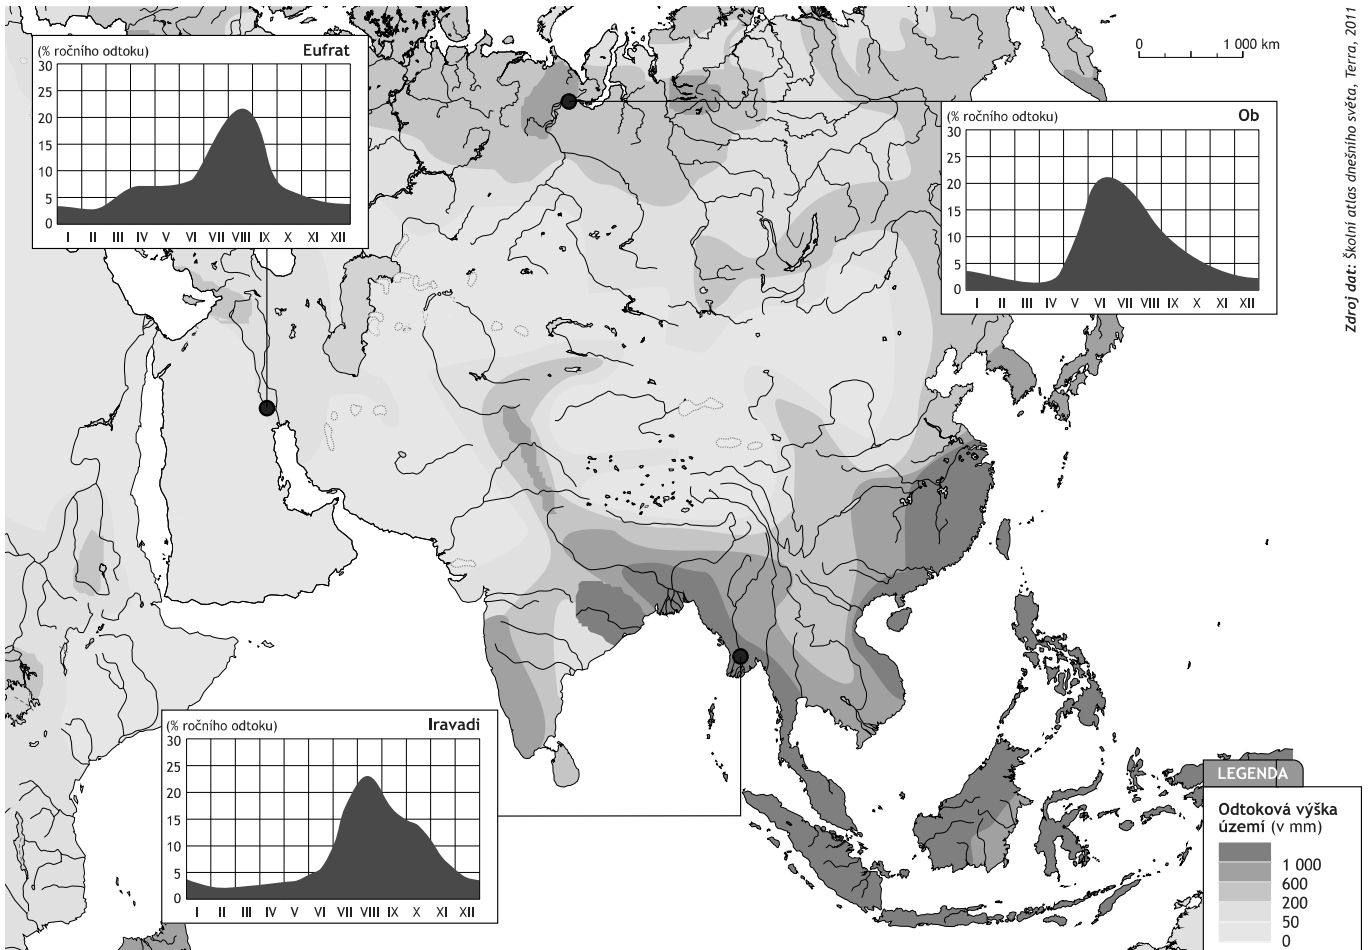 (% ročního odtoku) Eufrat
30
25
20
15
10
5
0
I II III IV V VI VII VIII IX X XI XII
0 1 000 km
Zdroj dat: Školní atlas dnešního světa, Terra, 2011
(% ročního odtoku) Ob
30
25
20
15
10
5
0
I II III IV V VI VII VIII IX X XI XII
(% ročního odtoku) Iravadi
30
25
20
15
10
5
0
I II III IV V VI VII VIII IX X XI XII
LEGENDA
Odtoková výška
území (v mm)
1 000
600
200
50
0